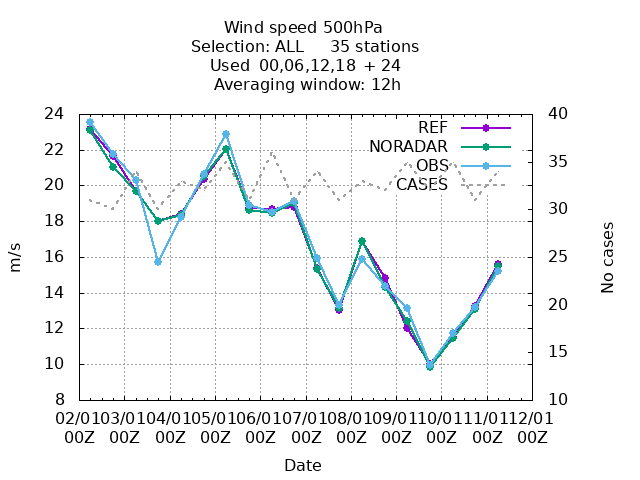 Wind speed 500hPa
Selection: ALL 35 stations
Used 00,06,12,18 + 24
Averaging window: 12h
24 40
REF
NORADAR
22 35
OBS
20 CASES
30
18
m/s 16 25 No cases
14
20
12
15
10
8 10
02/01 03/01 04/01 05/01 06/01 07/01 08/01 09/01 10/01 11/01 12/01
00Z 00Z 00Z 00Z 00Z 00Z 00Z 00Z 00Z 00Z 00Z
Date